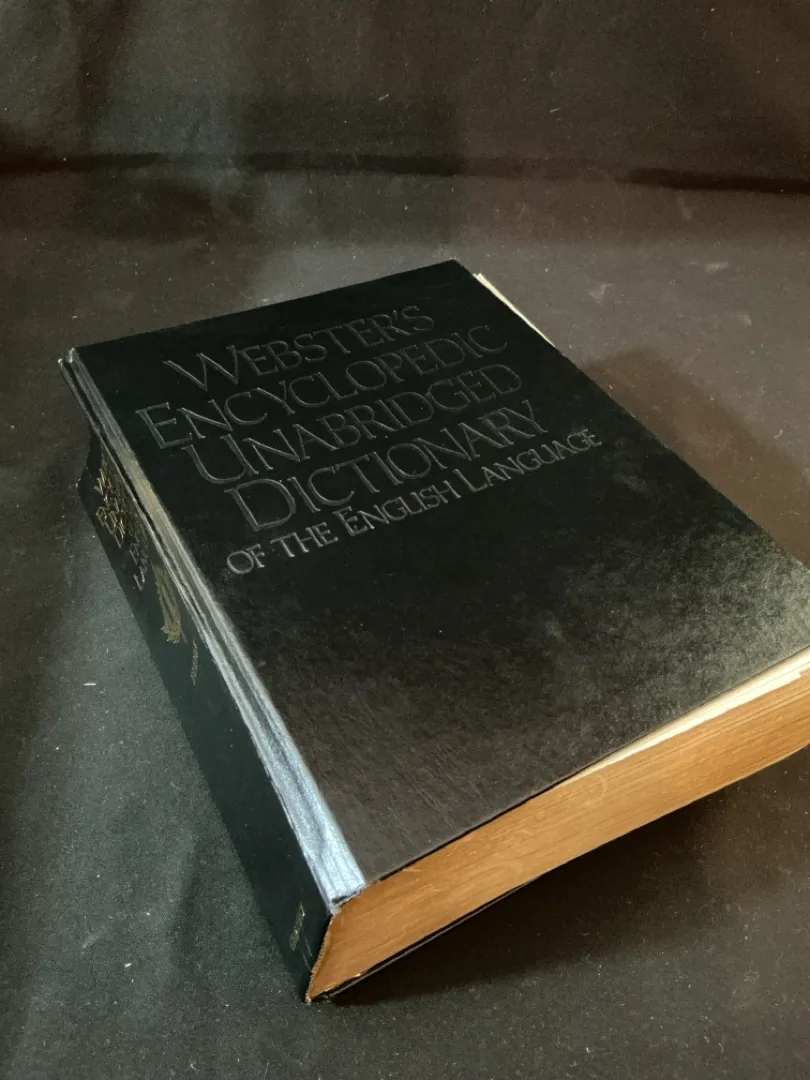 WEBSTER'S
ENCYCLOPEDIC
UNABRIDGED
DICTIONARY
OF THE ENGLISH LANGUAGE